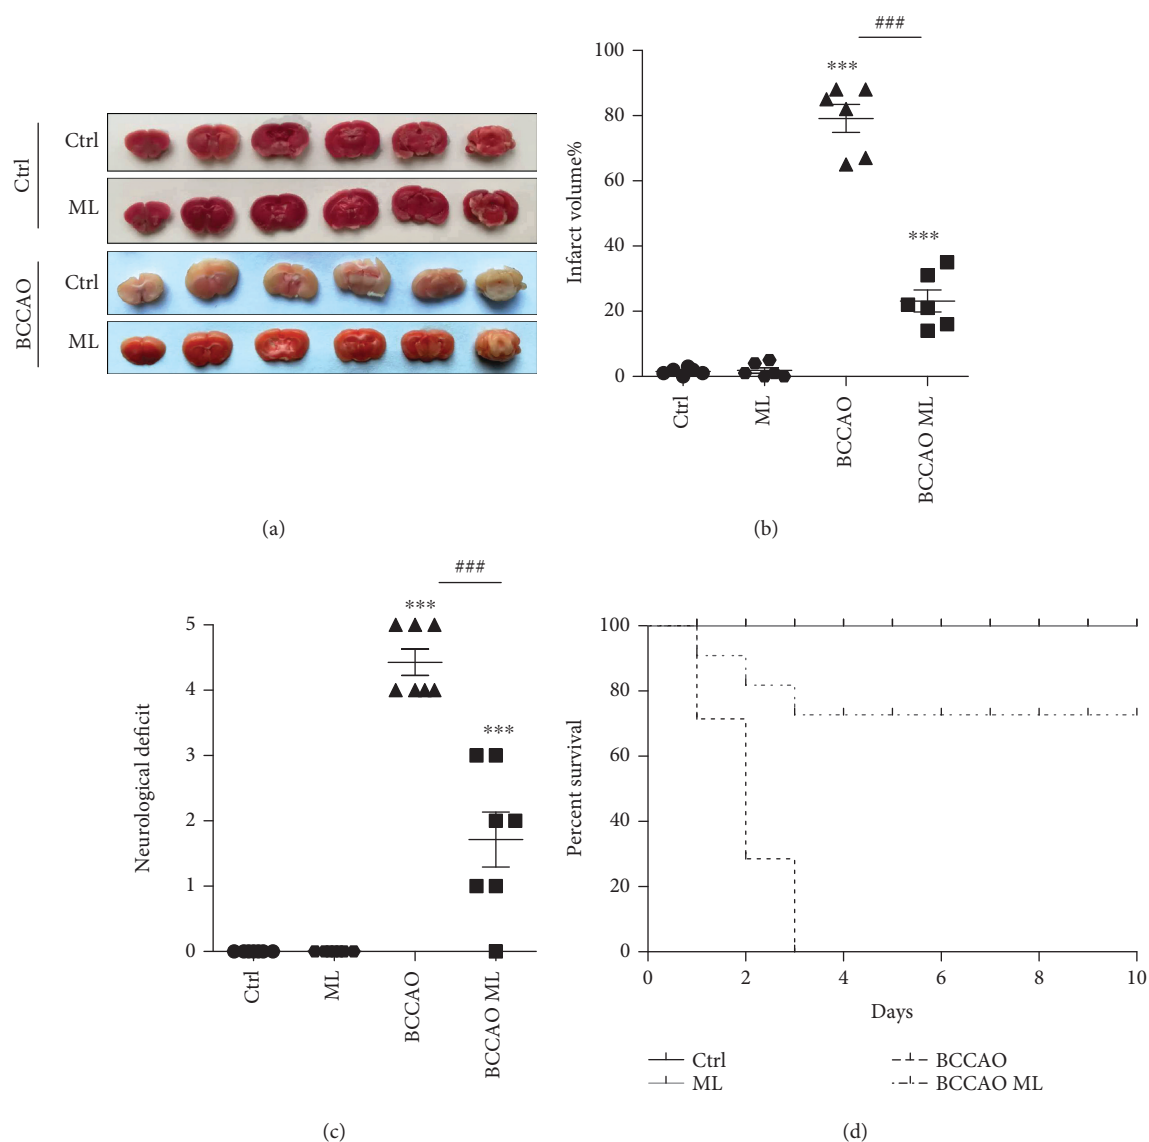 Ctrl
BCCAO
Ctrl
ML
Ctrl
ML
(a)
###
***
***
Infarct volume%
100
80
60
40
20
0
Ctrl
ML
BCCAO
BCCAO ML
(b)
###
***
***
Neurological deficit
5
4
3
2
1
0
Ctrl
ML
BCCAO
BCCAO ML
(c)
Percent survival
100
80
60
40
20
0
0 2 4 6 8 10
Days
Ctrl
ML
BCCAO
BCCAO ML
(d)